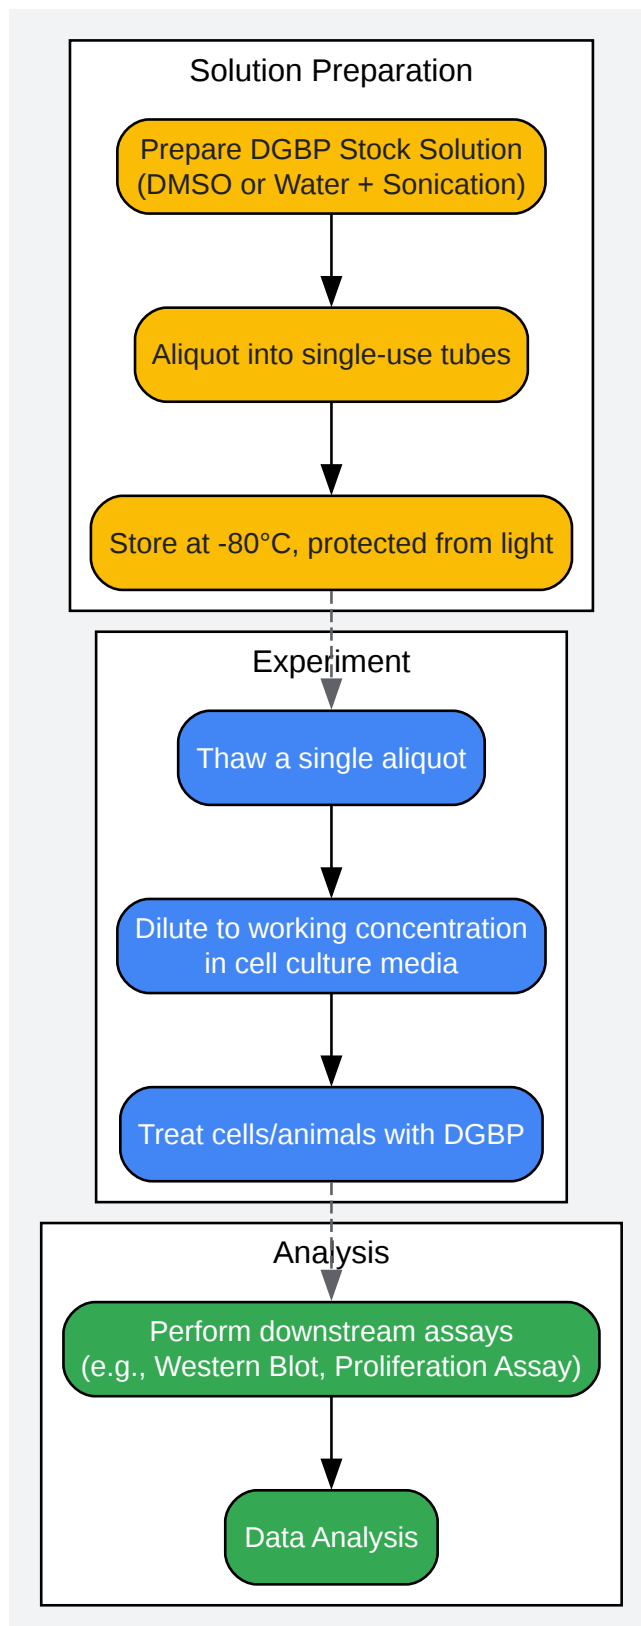 Solution Preparation
Prepare DGBP Stock Solution
(DMSO or Water + Sonication)
Aliquot into single-use tubes
Store at -80°C, protected from light
Experiment
Thaw a single aliquot
Dilute to working concentration
in cell culture media
Treat cells/animals with DGBP
Analysis
Perform downstream assays
(e.g., Western Blot, Proliferation Assay)
Data Analysis